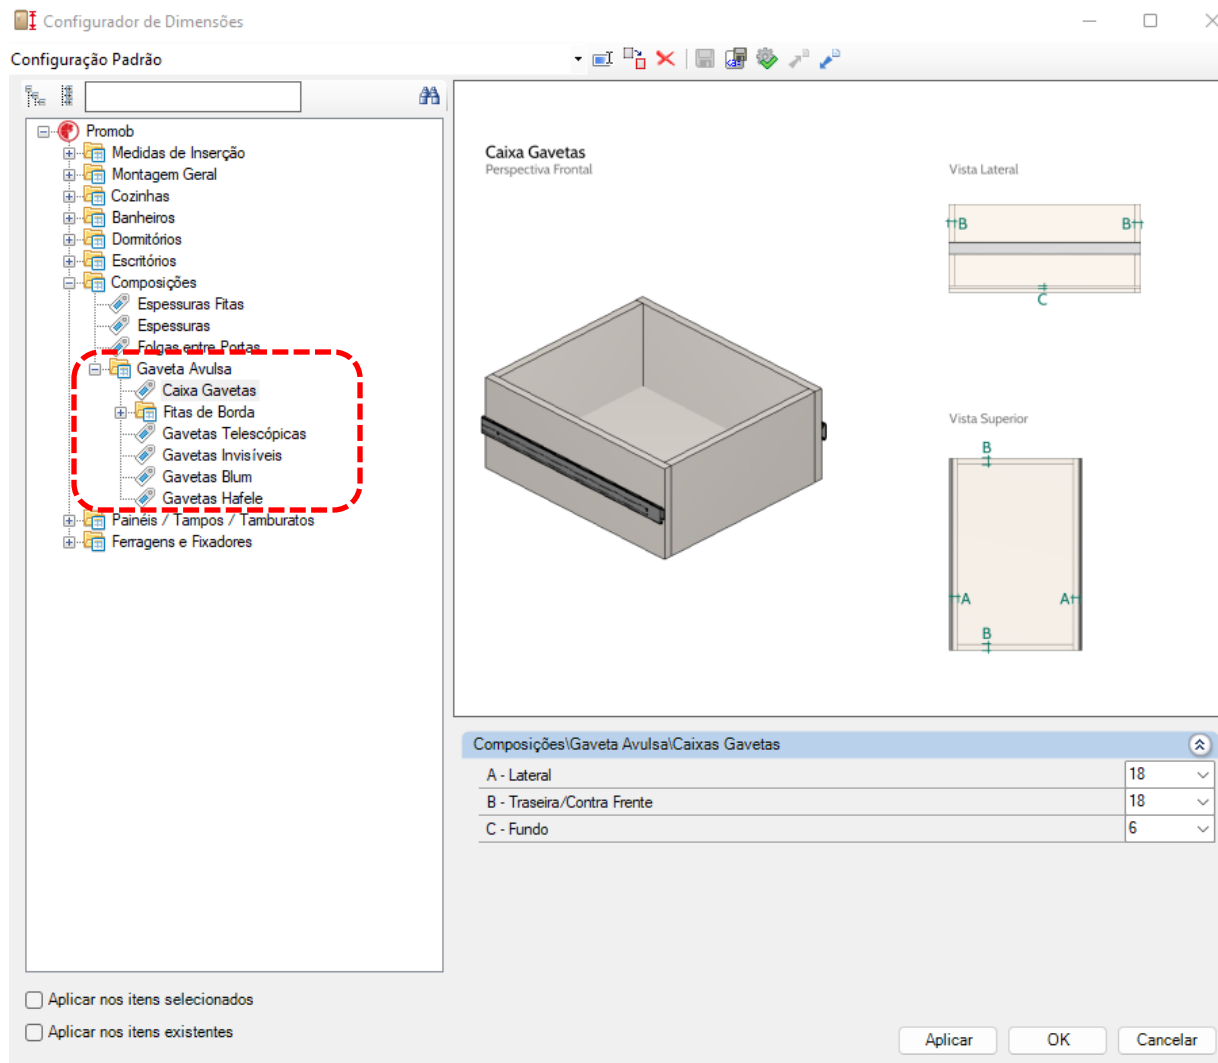 Configurador de Dimensões
Configuração Padrão
Promob
Medidas de Inserção
Montagem Geral
Cozinhas
Banheiros
Dormitórios
Escritórios
Composições
Espessuras Fitas
Espessuras
Folgas entre Portas
Gaveta Avulsa
Caixa Gavetas
Fitas de Borda
Gavetas Telescópicas
Gavetas Invisíveis
Gavetas Blum
Gavetas Hafele
Painéis / Tampos / Tamburatos
Ferragens e Fixadores
Caixa Gavetas
Perspectiva Frontal
Vista Lateral
B B
C
Vista Superior
B
A A
B
Composições\Gaveta Avulsa\Caixas Gavetas
A - Lateral 18
B - Traseira/Contra Frente 18
C - Fundo 6
Aplicar nos itens selecionados
Aplicar nos itens existentes
Aplicar OK Cancelar